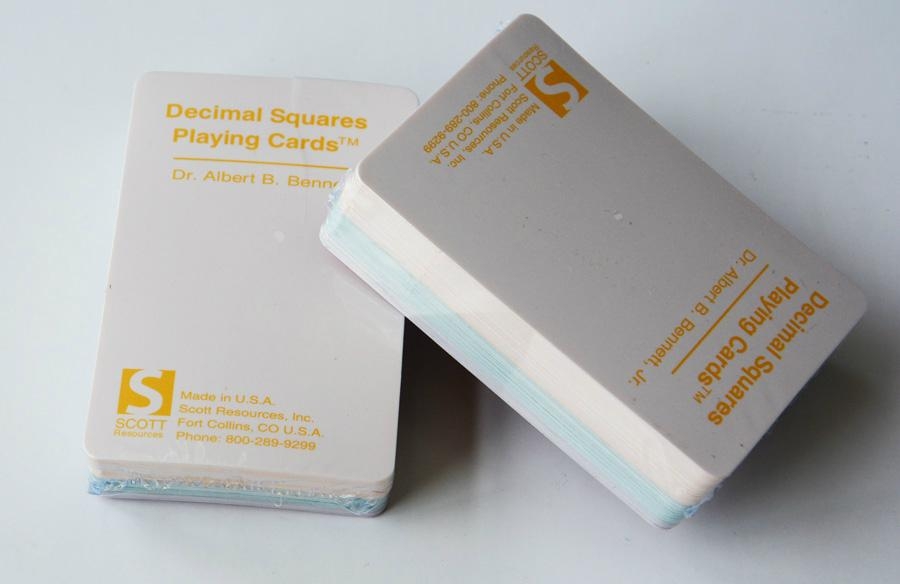 Decimal Squares
Playing Cards™
Dr. Albert B. Benne
S
SCOTT
Resources
Made in U.S.A.
Scott Resources, Inc.
Fort Collins, CO U.S.A.
Phone: 800-289-9299
Decimal Squares
Playing Cards™
Dr. Albert B. Bennett, Jr.
S
SCOTT
Resources
Made in U.S.A.
Scott Resources, Inc.
Fort Collins, CO U.S.A.
Phone: 800-289-9299